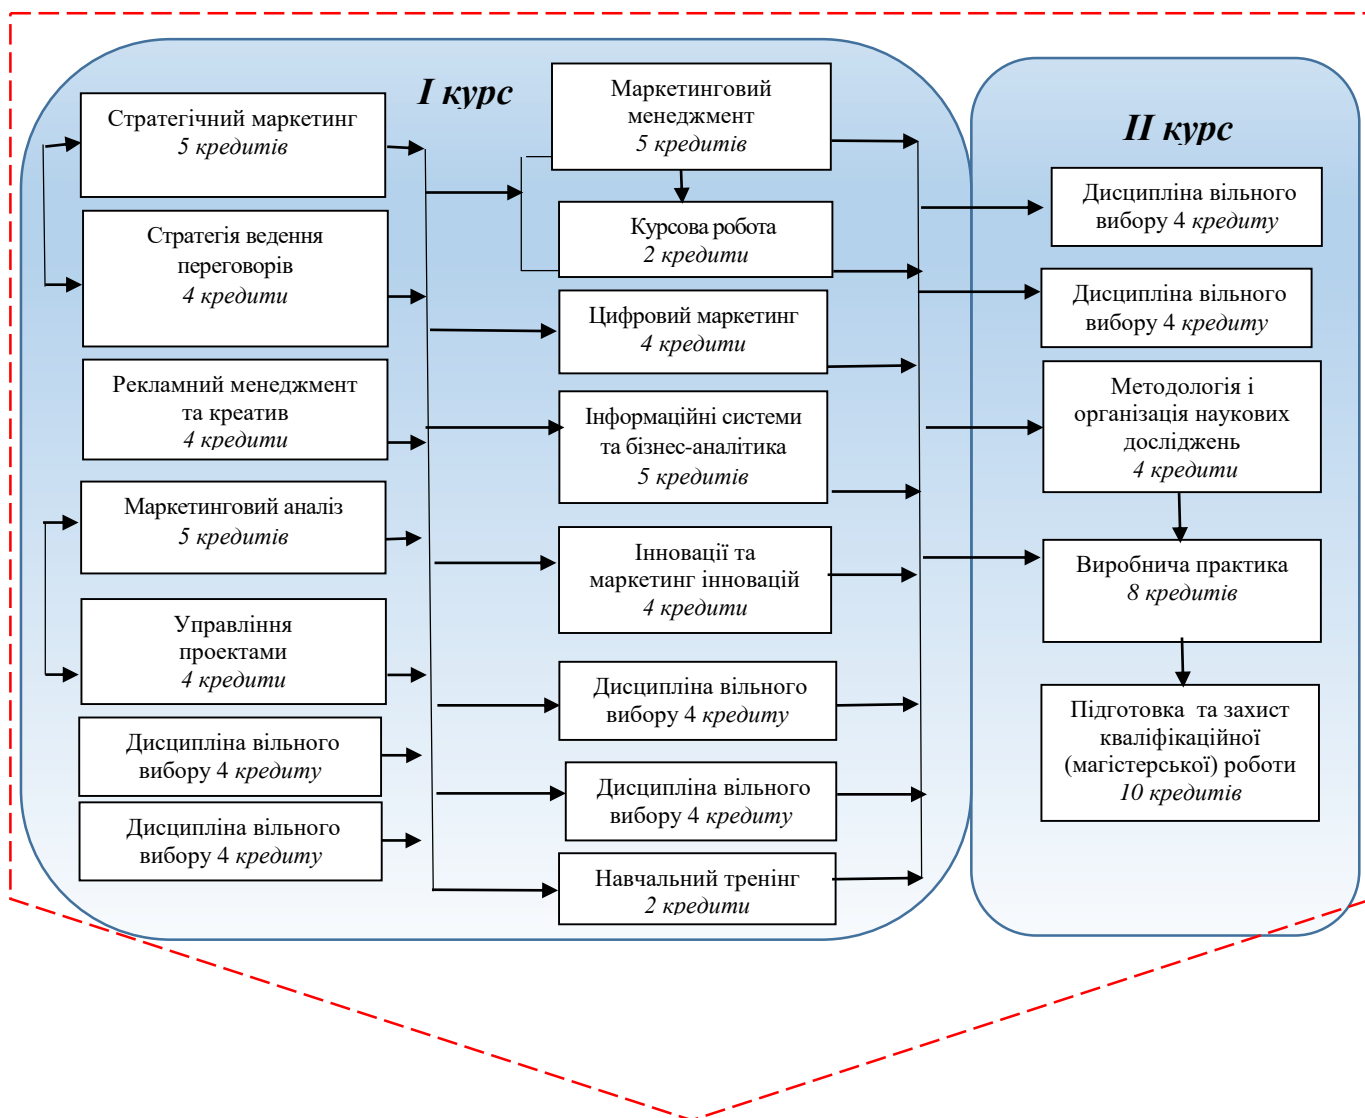 I курс
Стратегічний маркетинг
5 кредитів
Стратегія ведення
переговорів
4 кредити
Рекламний менеджмент
та креатив
4 кредити
Маркетинговий аналіз
5 кредитів
Управління
проектами
4 кредити
Дисципліна вільного
вибору 4 кредиту
Дисципліна вільного
вибору 4 кредиту
Маркетинговий
менеджмент
5 кредитів
Курсова робота
2 кредити
Цифровий маркетинг
4 кредити
Інформаційні системи
та бізнес-аналітика
5 кредитів
Інновації та
маркетинг інновацій
4 кредити
Дисципліна вільного
вибору 4 кредиту
Дисципліна вільного
вибору 4 кредиту
Навчальний тренінг
2 кредити
II курс
Дисципліна вільного
вибору 4 кредиту
Дисципліна вільного
вибору 4 кредиту
Методологія і
організація наукових
досліджень
4 кредити
Виробнича практика
8 кредитів
Підготовка та захист
кваліфікаційної
(магістерської) роботи
10 кредитів